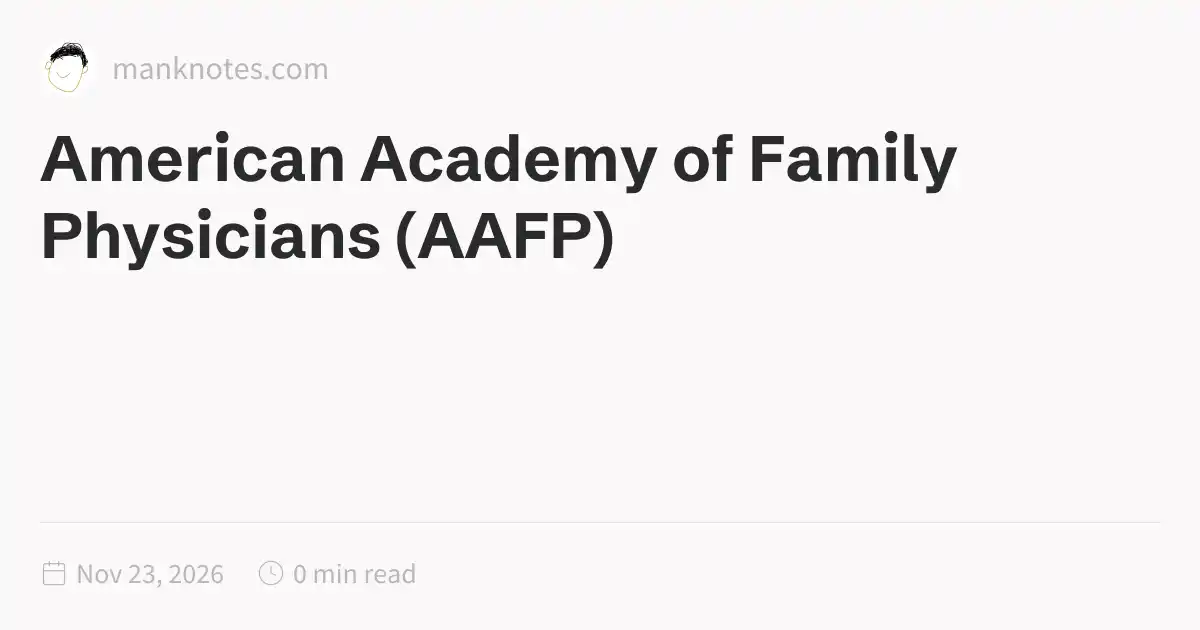 manknotes.com
American Academy of Family
Physicians (AAFP)
Nov 23, 2026 0 min read